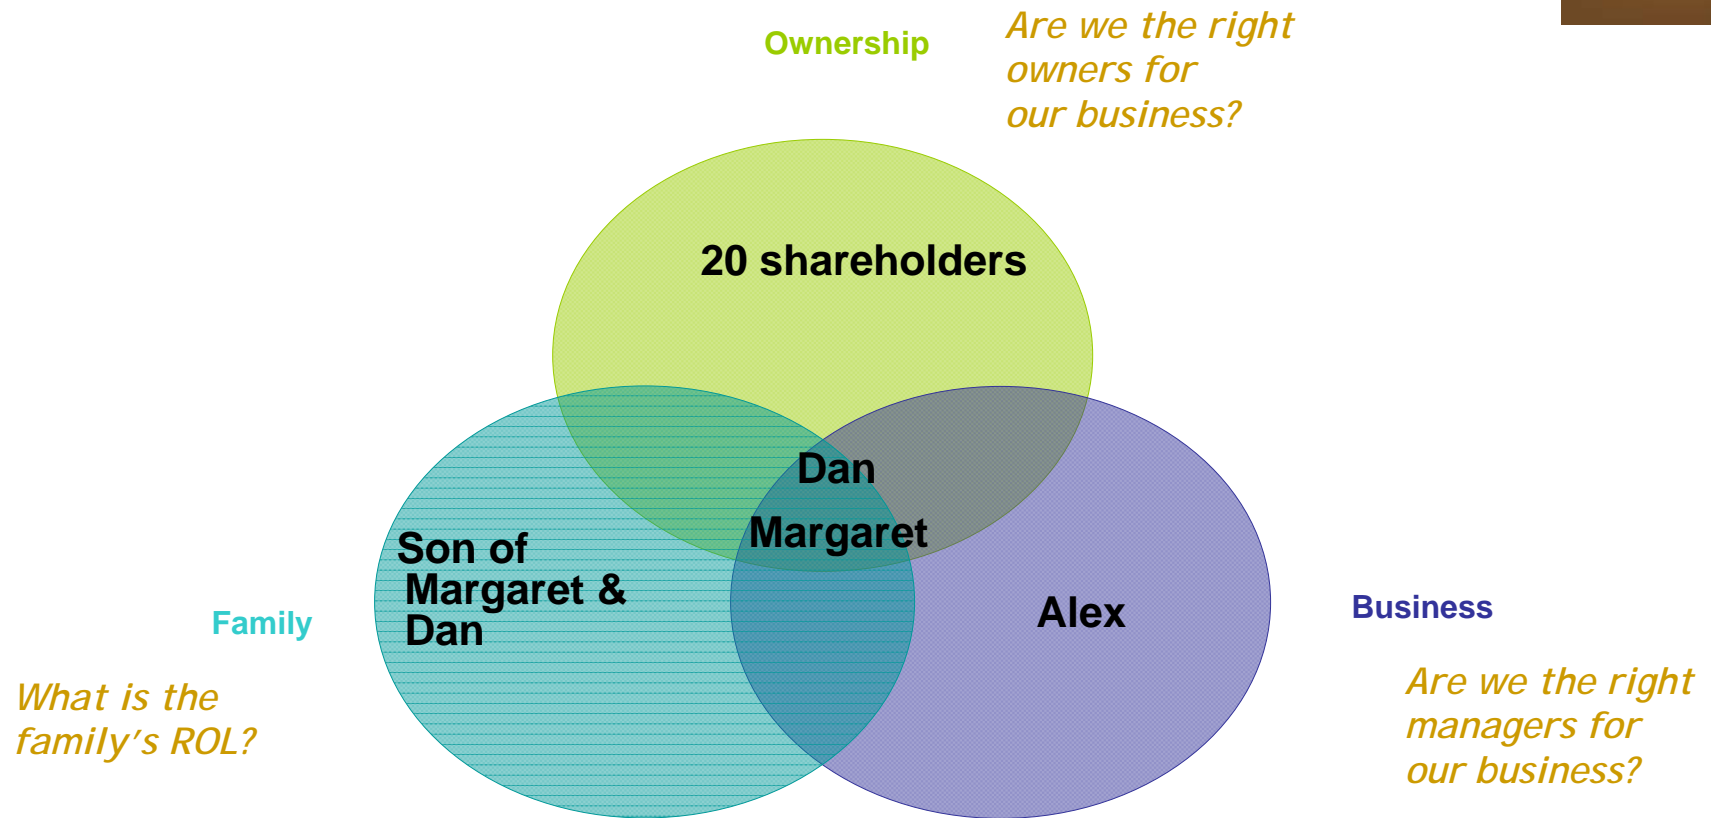 Ownership
Are we the right
owners for
our business?
20 shareholders
Dan
Margaret
Son of
Margaret &
Dan
Alex
Family
Business
What is the
family's ROL?
Are we the right
managers for
our business?